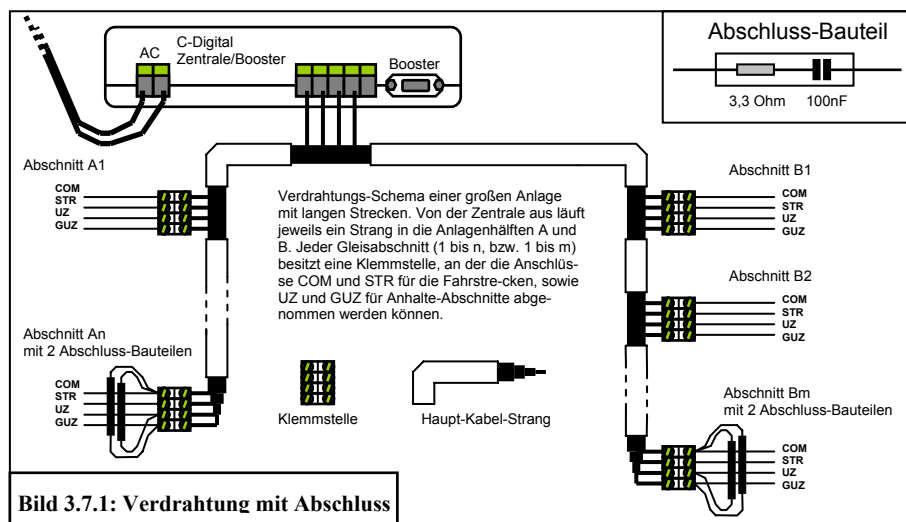 C-Digital
Zentrale/Booster
AC
Booster
Abschluss-Bauteil
3,3 Ohm 100nF
Abschnitt A1
COM
STR
UZ
GUZ
Verdrahtungs-Schema einer großen Anlage
mit langen Strecken. Von der Zentrale aus läuft
jeweils ein Strang in die Anlagenhälften A und
B. Jeder Gleisabschnitt (1 bis n, bzw. 1 bis m)
besitzt eine Klemmstelle, an der die Anschlüs-
se COM und STR für die Fahrstre-cken, sowie
UZ und GUZ für Anhalte-Abschnitte abge-
nommen werden können.
Abschnitt B1
COM
STR
UZ
GUZ
Abschnitt B2
COM
STR
UZ
GUZ
Abschnitt An
mit 2 Abschluss-Bauteilen
COM
STR
UZ
GUZ
Klemmstelle
Haupt-Kabel-Strang
Abschnitt Bm
mit 2 Abschluss-Bauteilen
COM
STR
UZ
GUZ
Bild 3.7.1: Verdrahtung mit Abschluss